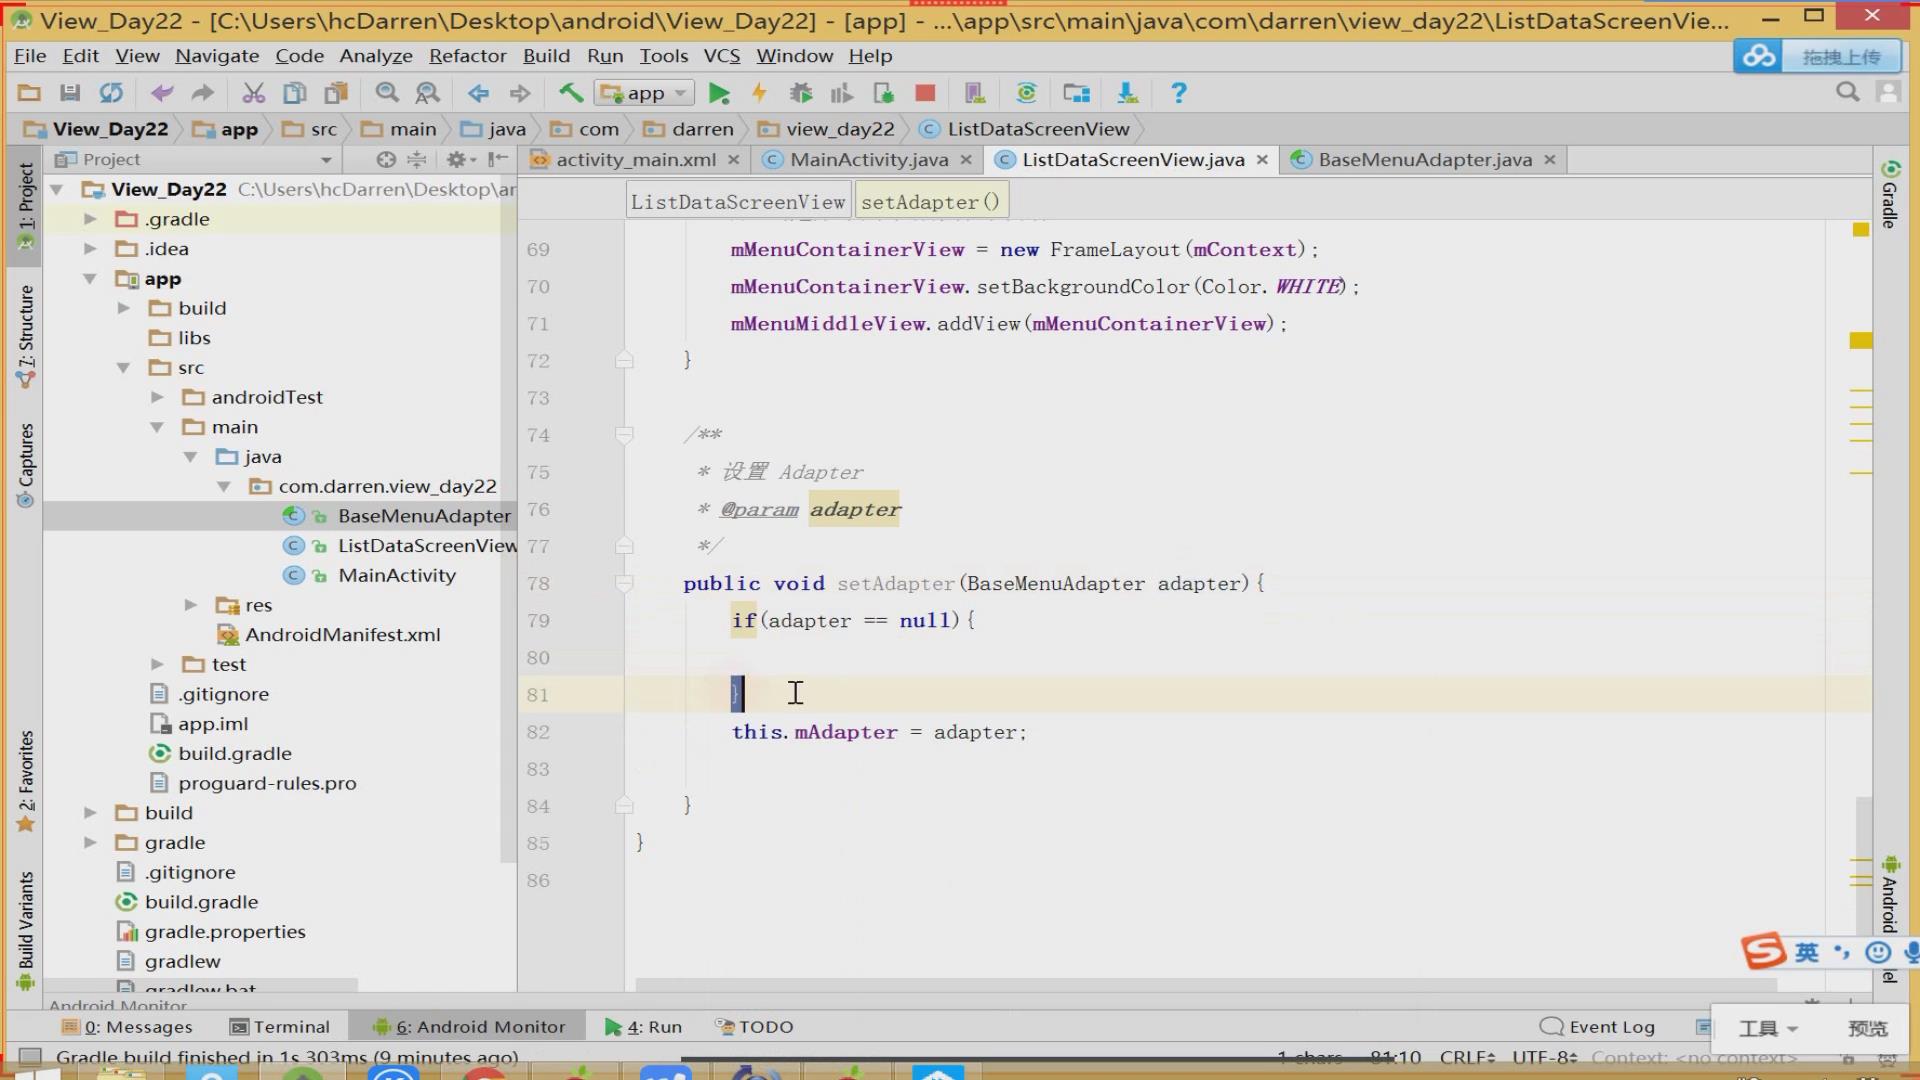 View_Day22 - [C:\Users\hcDarren\Desktop\android\View_Day22] - [app] - ...\app\src\main\java\com\darren\view_day22\ListDataScreenVie...
File Edit View Navigate Code Analyze Refactor Build Run Tools VCS Window Help
拖拽上传
app
View_Day22 app src main java com darren view_day22 ListDataScreenView
Project
activity_main.xml MainActivity.java ListDataScreenView.java BaseMenuAdapter.java
ListDataScreenView setAdapter()
1: Project
7: Structure
Captures
2: Favorites
Build Variants
View_Day22 C:\Users\hcDarren\Desktop\ar
.gradle
.idea
app
build
libs
src
androidTest
main
java
com.darren.view_day22
BaseMenuAdapter
ListDataScreenView
MainActivity
res
AndroidManifest.xml
test
.gitignore
app.iml
build.gradle
proguard-rules.pro
build
gradle
.gitignore
build.gradle
gradle.properties
gradlew
gradlew.bat
69 mMenuContainerView = new FrameLayout(mContext);
70 mMenuContainerView.setBackgroundColor(Color.WHITE);
71 mMenuMiddleView.addView(mMenuContainerView);
72 }
73
74 /**
75 * 设置 Adapter
76 * @param adapter
77 */
78 public void setAdapter(BaseMenuAdapter adapter){
79 if(adapter == null){
80
81 }
82 this.mAdapter = adapter;
83
84 }
85 }
86
Gradle
Android
del
英
Android Monitor
0: Messages Terminal 6: Android Monitor 4: Run TODO Event Log
工具 预览
Gradle build finished in 1s 303ms (9 minutes ago) 1 chars 81:10 CRLF UTF-8 Context: <no context>